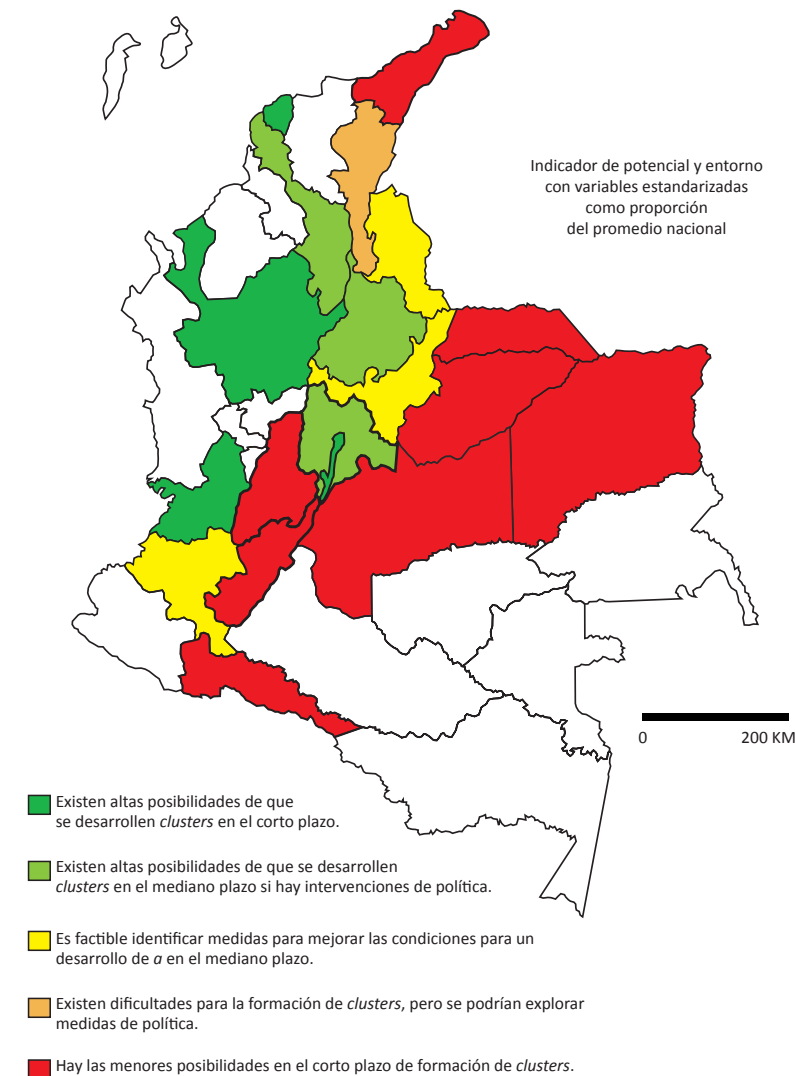 Indicador de potencial y entorno
con variables estandarizadas
como proporción
del promedio nacional
0 200 KM
Existen altas posibilidades de que
se desarrollen clusters en el corto plazo.
Existen altas posibilidades de que se desarrollen
clusters en el mediano plazo si hay intervenciones de política.
Es factible identificar medidas para mejorar las condiciones para un
desarrollo de a en el mediano plazo.
Existen dificultades para la formación de clusters, pero se podrían explorar
medidas de política.
Hay las menores posibilidades en el corto plazo de formación de clusters.